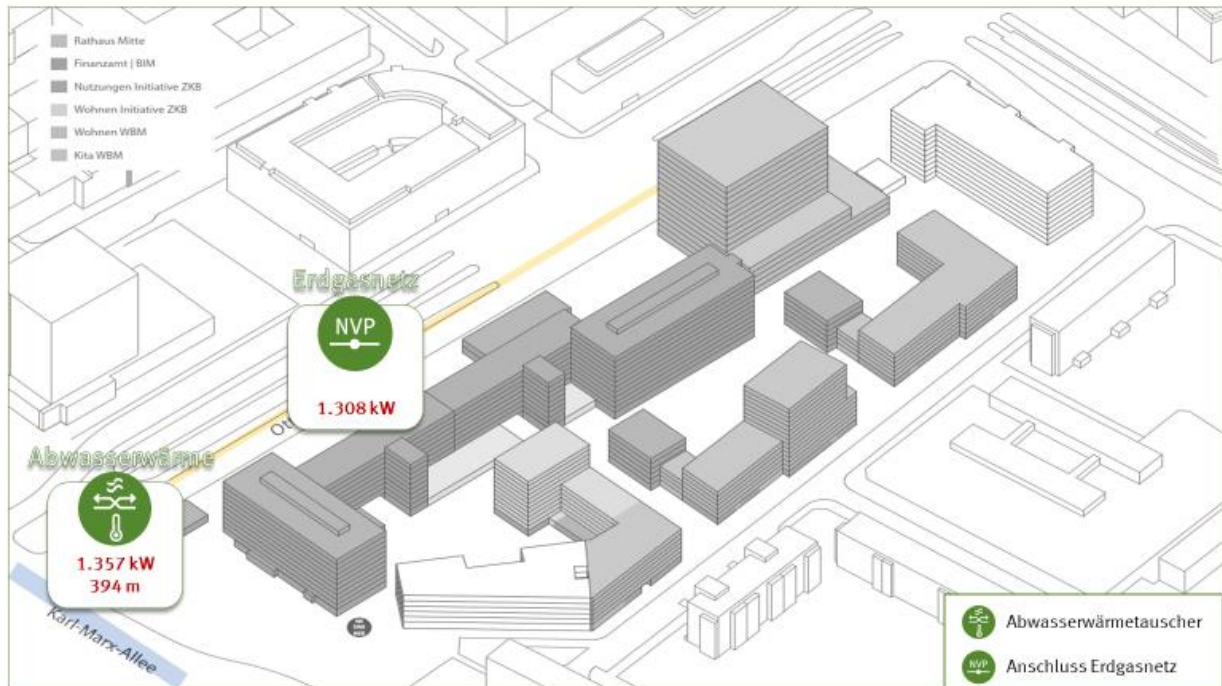 Rathaus Mitte
Finanzamt | BIM
Nutzungen Initiative ZKB
Wohnen Initiative ZKB
Wohnen WBM
Kita WBM
Erdgasnetz
NVP
1.308 kW
Ot
Abwasserwärme
1.357 kW
394 m
Karl-Marx-Allee
Abwasserwärmetauscher
NVP
Anschluss Erdgasnetz